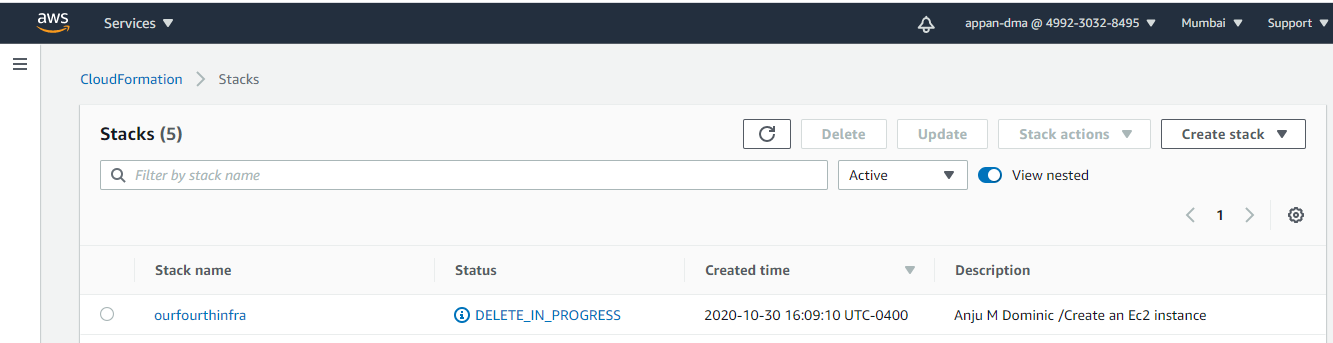 aws Services appan-dma @ 4992-3032-8495 Mumbai Support
CloudFormation Stacks
Stacks (5) Delete Update Stack actions Create stack
Filter by stack name Active View nested
1
Stack name Status Created time Description
ourfourthinfra DELETE_IN_PROGRESS 2020-10-30 16:09:10 UTC-0400 Anju M Dominic /Create an Ec2 instance